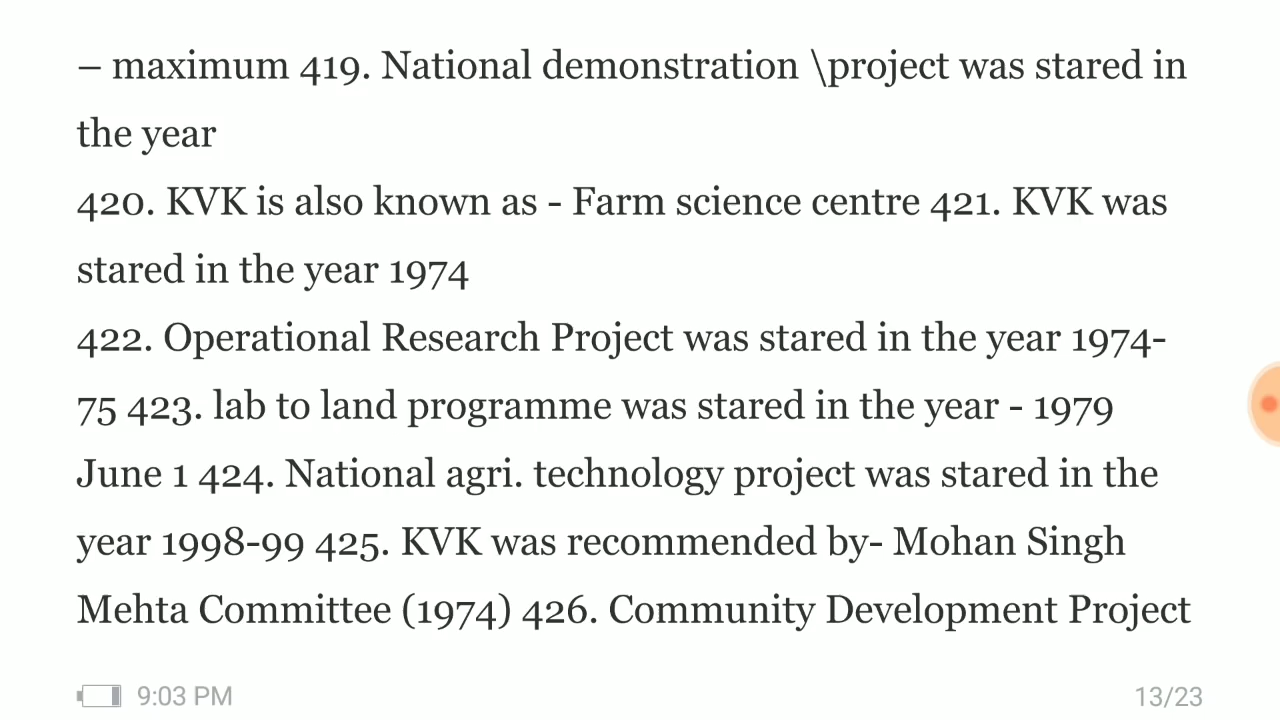 – maximum 419. National demonstration \project was stared in
the year
420. KVK is also known as - Farm science centre 421. KVK was
stared in the year 1974
422. Operational Research Project was stared in the year 1974-
75 423. lab to land programme was stared in the year - 1979
June 1 424. National agri. technology project was stared in the
year 1998-99 425. KVK was recommended by- Mohan Singh
Mehta Committee (1974) 426. Community Development Project
9:03 PM 13/23